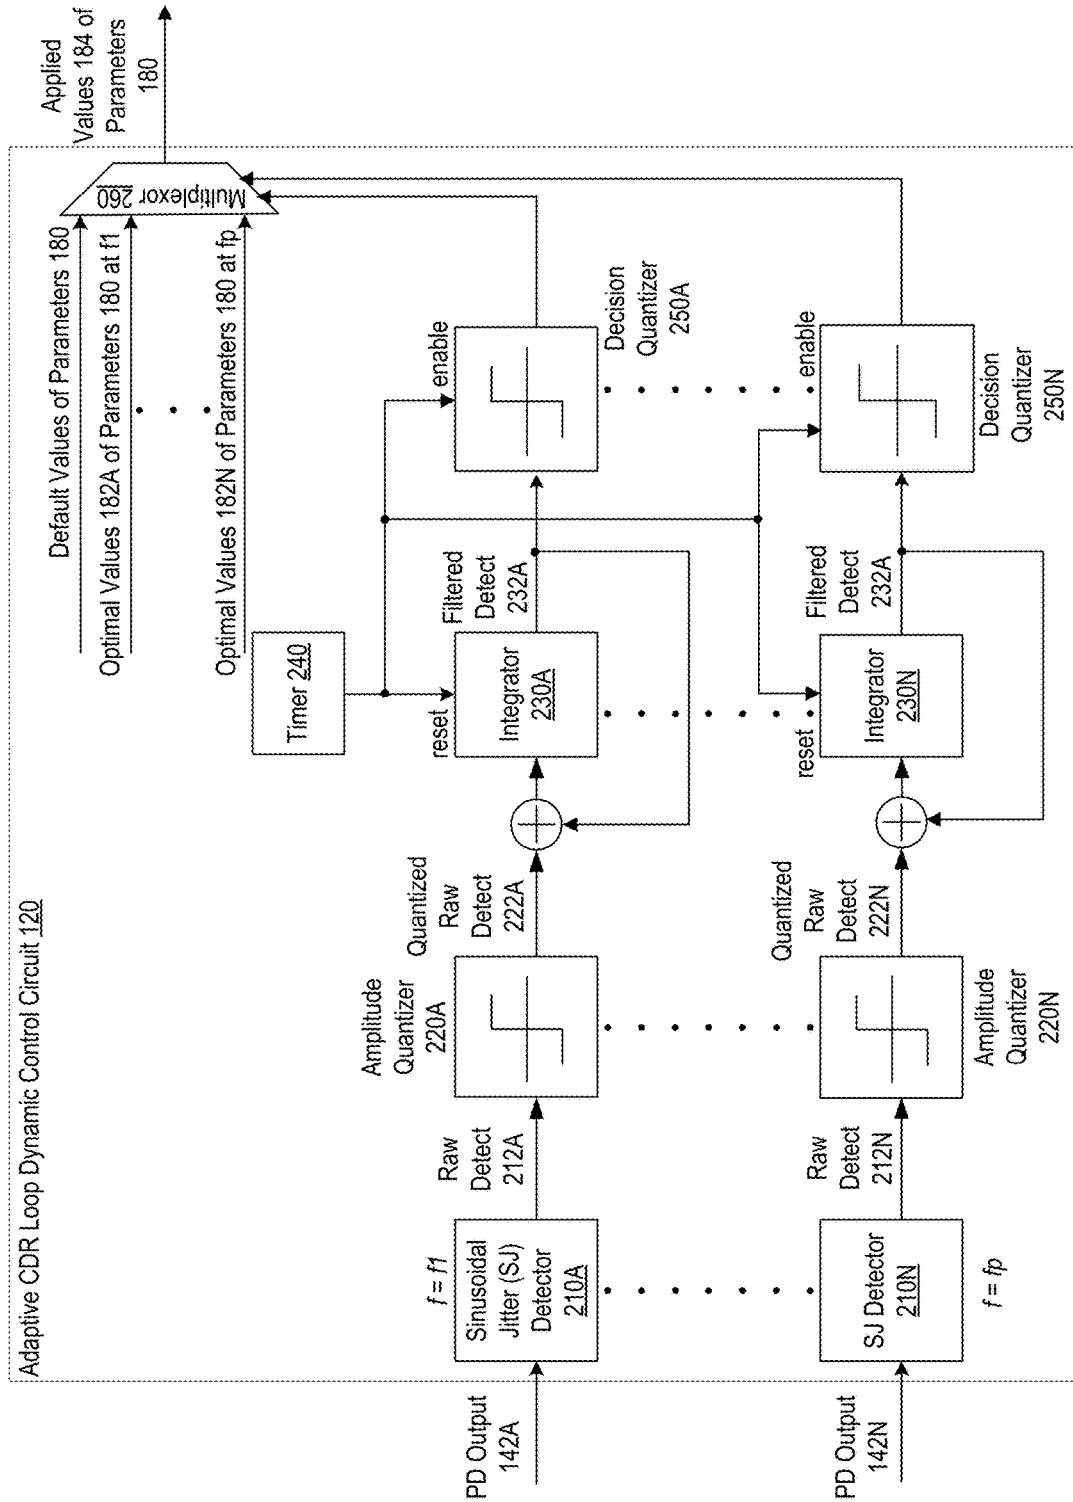 Adaptive CDR Loop Dynamic Control Circuit 120
Default Values of Parameters 180
Optimal Values 182A of Parameters 180 at f1
Optimal Values 182N of Parameters 180 at fp
Multiplexor 260
Applied
Values 184 of
Parameters
180
Timer 240
PD Output
142A
f = f1
Sinusoidal
Jitter (SJ)
Detector
210A
Raw
Detect
212A
Amplitude
Quantizer
220A
Quantized
Raw
Detect
222A
reset
Integrator
230A
Filtered
Detect
232A
enable
Decision
Quantizer
250A
PD Output
142N
SJ Detector
210N
f = fp
Raw
Detect
212N
Amplitude
Quantizer
220N
Quantized
Raw
Detect
222N
reset
Integrator
230N
Filtered
Detect
232A
enable
Decision
Quantizer
250N